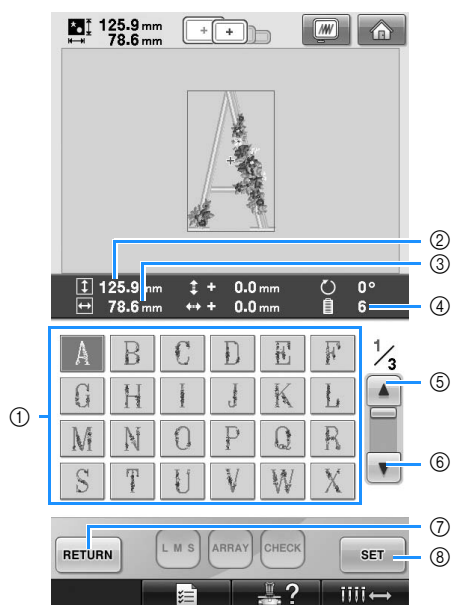 125.9 mm
78.6 mm
A
②
③
125.9 mm + 0.0 mm 0°
78.6 mm + 0.0 mm 6 ④
A B C D E F 1/3
⑤
G H I J K L
①
M N O P Q R
⑥
S T U V W X
⑦
RETURN L M S ARRAY CHECK SET ⑧
?